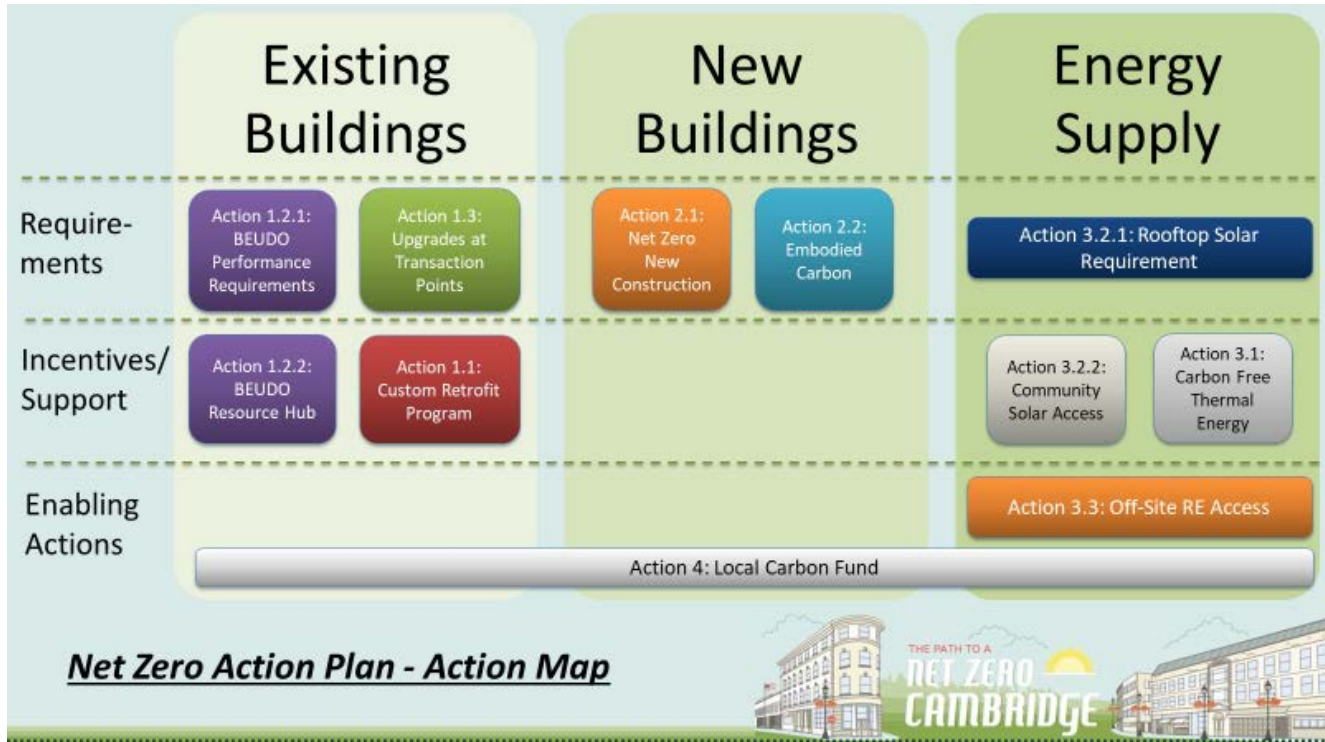 Existing
Buildings
New
Buildings
Energy
Supply
Require-
ments
Action 1.2.1:
BEUDO
Performance
Requirements
Action 1.3:
Upgrades at
Transaction
Points
Action 2.1:
Net Zero
New
Construction
Action 2.2:
Embodied
Carbon
Action 3.2.1: Rooftop Solar
Requirement
Incentives/
Support
Action 1.2.2:
BEUDO
Resource Hub
Action 1.1:
Custom Retrofit
Program
Action 3.2.2:
Community
Solar Access
Action 3.1:
Carbon Free
Thermal
Energy
Enabling
Actions
Action 3.3: Off-Site RE Access
Action 4: Local Carbon Fund
Net Zero Action Plan - Action Map
THE PATH TO A
NET ZERO
CAMBRIDGE